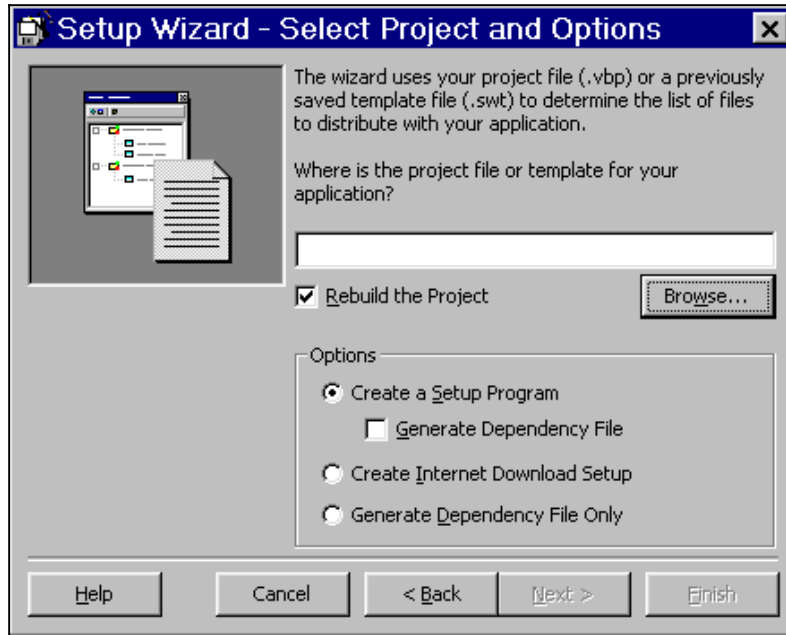 Setup Wizard - Select Project and Options
The wizard uses your project file (.vbp) or a previously
saved template file (.swt) to determine the list of files
to distribute with your application.
Where is the project file or template for your
application?
Rebuild the Project
Browse...
Options
Create a Setup Program
Generate Dependency File
Create Internet Download Setup
Generate Dependency File Only
Help
Cancel
< Back
Next >
Finish